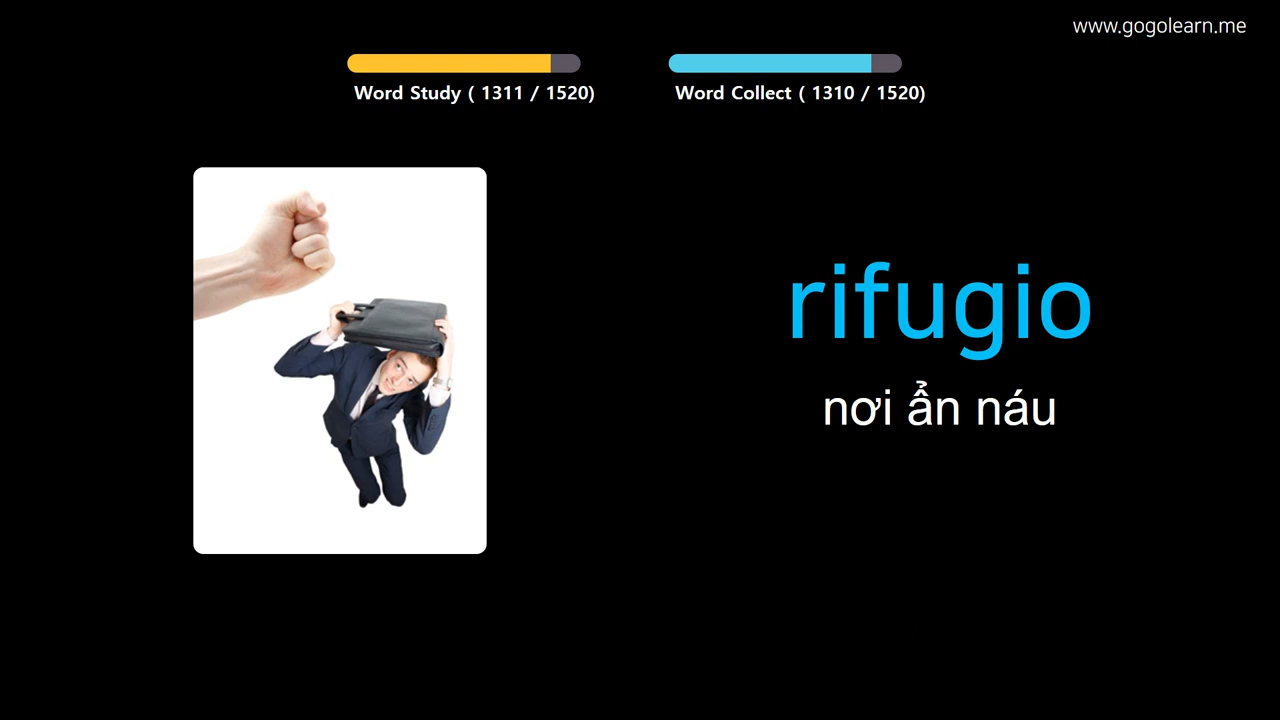 www.gogolearn.me
Word Study ( 1311 / 1520)
Word Collect ( 1310 / 1520)
rifugio
nơi ẩn náu